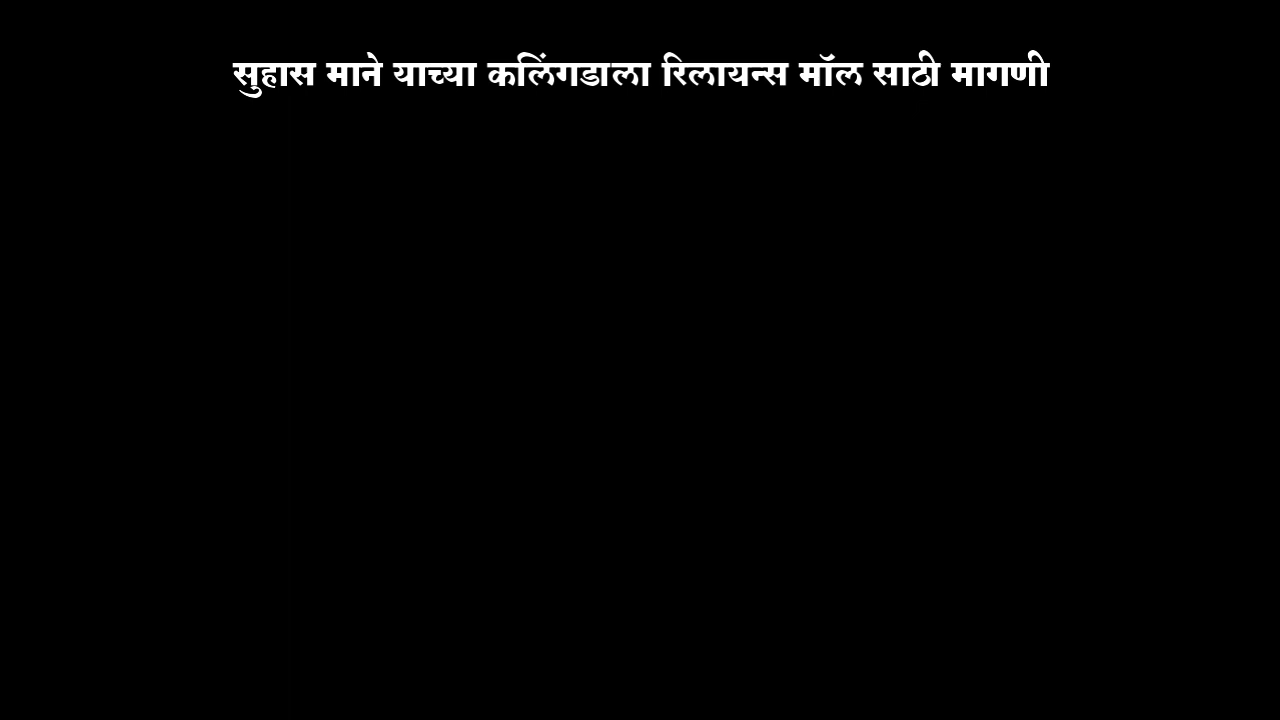 सुहास माने याच्या कलिंगडाला रिलायन्स मॉल साठी मागणी